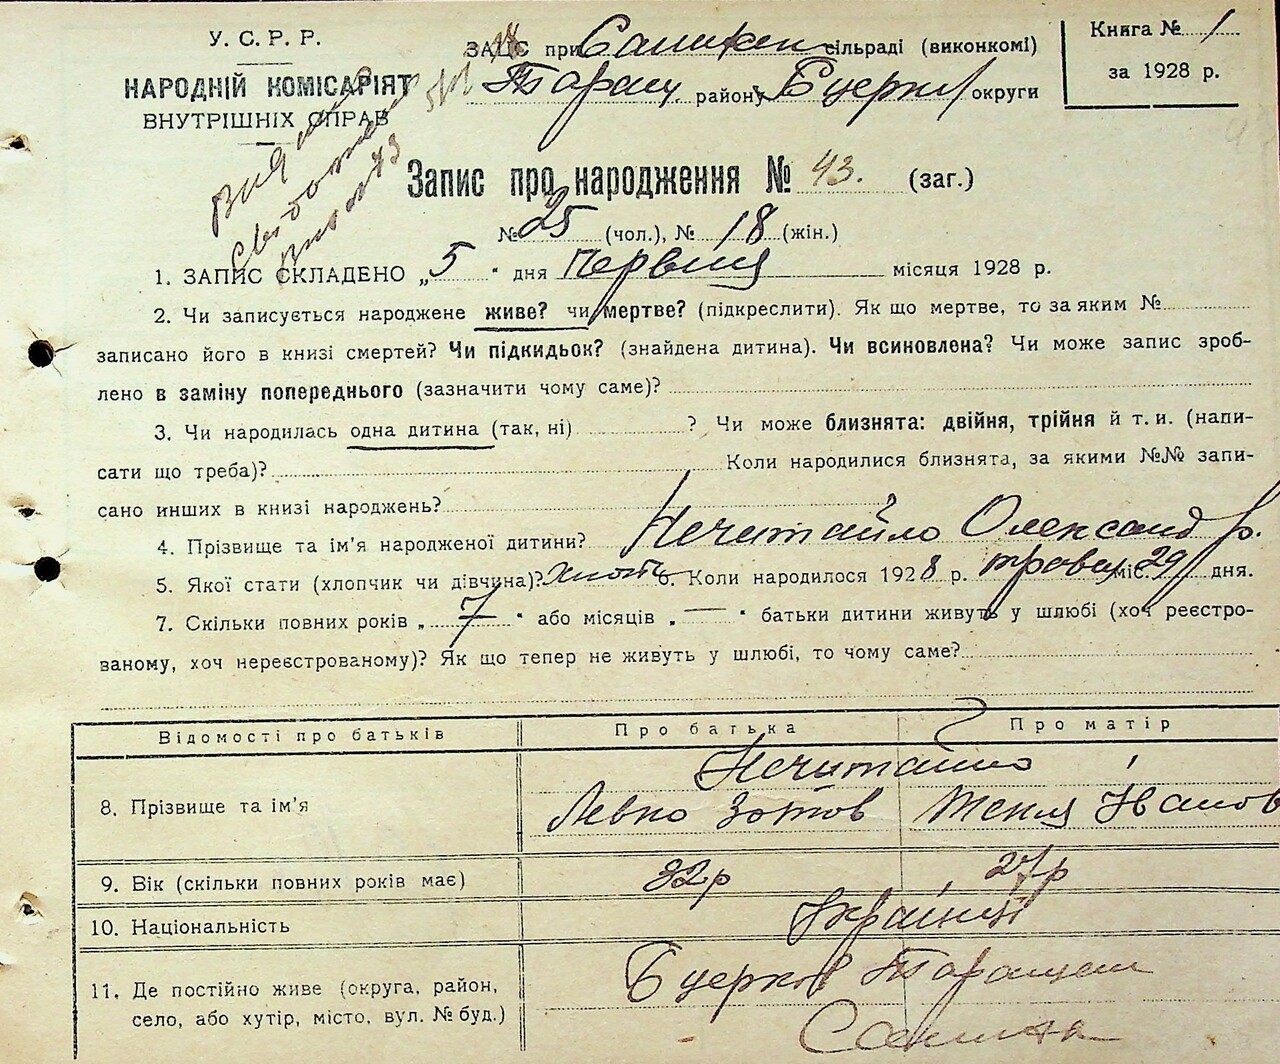 У. С. Р. Р.
НАРОДНІЙ КОМІСАРІЯТ
ВНУТРІШНІХ СПРАВ
ЗАГС при сільраді (виконкомі)
Таращ. району Бцеркв округи
Книга № 1
за 1928 р.
Запис про народження № 43. (заг.)
№ 25 (чол.), № 18 (жін.)
1. ЗАПИС СКЛАДЕНО „5“ дня місяця 1928 р.
2. Чи записується народжене живе? чи мертве? (підкреслити). Як що мертве, то за яким №
записано його в книзі смертей? Чи підкидьок? (знайдена дитина). Чи всиновлена? Чи може запис зроб-
лено в заміну попереднього (зазначити чому саме)?
3. Чи народилась одна дитина (так, ні) ? Чи може близнята: двійня, трійня й т. и. (напи-
сати що треба)? Коли народилися близнята, за якими №№ запи-
сано инших в книзі народжень?
4. Прізвище та ім'я народженої дитини? Нечитайло Олександр.
5. Якої стати (хлопчик чи дівчина)? 6. Коли народилося 1928 р. травня міс. 29 дня.
7. Скільки повних років „7“ або місяців „—“ батьки дитини живуть у шлюбі (хоч реєстро-
ваному, хоч нереєстрованому)? Як що тепер не живуть у шлюбі, то чому саме?
Відомості про батьків Про батька Про матір
Нечитайло
8. Прізвище та ім'я Левко Зотов Женя Іванов
9. Вік (скільки повних років має) 32р 27р
10. Національність Українці
11. Де постійно живе (округа, район,
село, або хутір, місто, вул. № буд.)
Бцерков Таращан